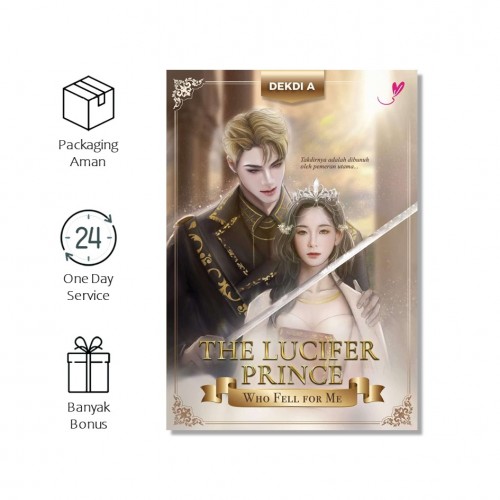 Packaging
Aman
24
One Day
Service
Banyak
Bonus
DEKDI A
Takdirnya adalah dibunuh
oleh pemeran utama...
THE LUCIFER
PRINCE
WHO FELL FOR ME